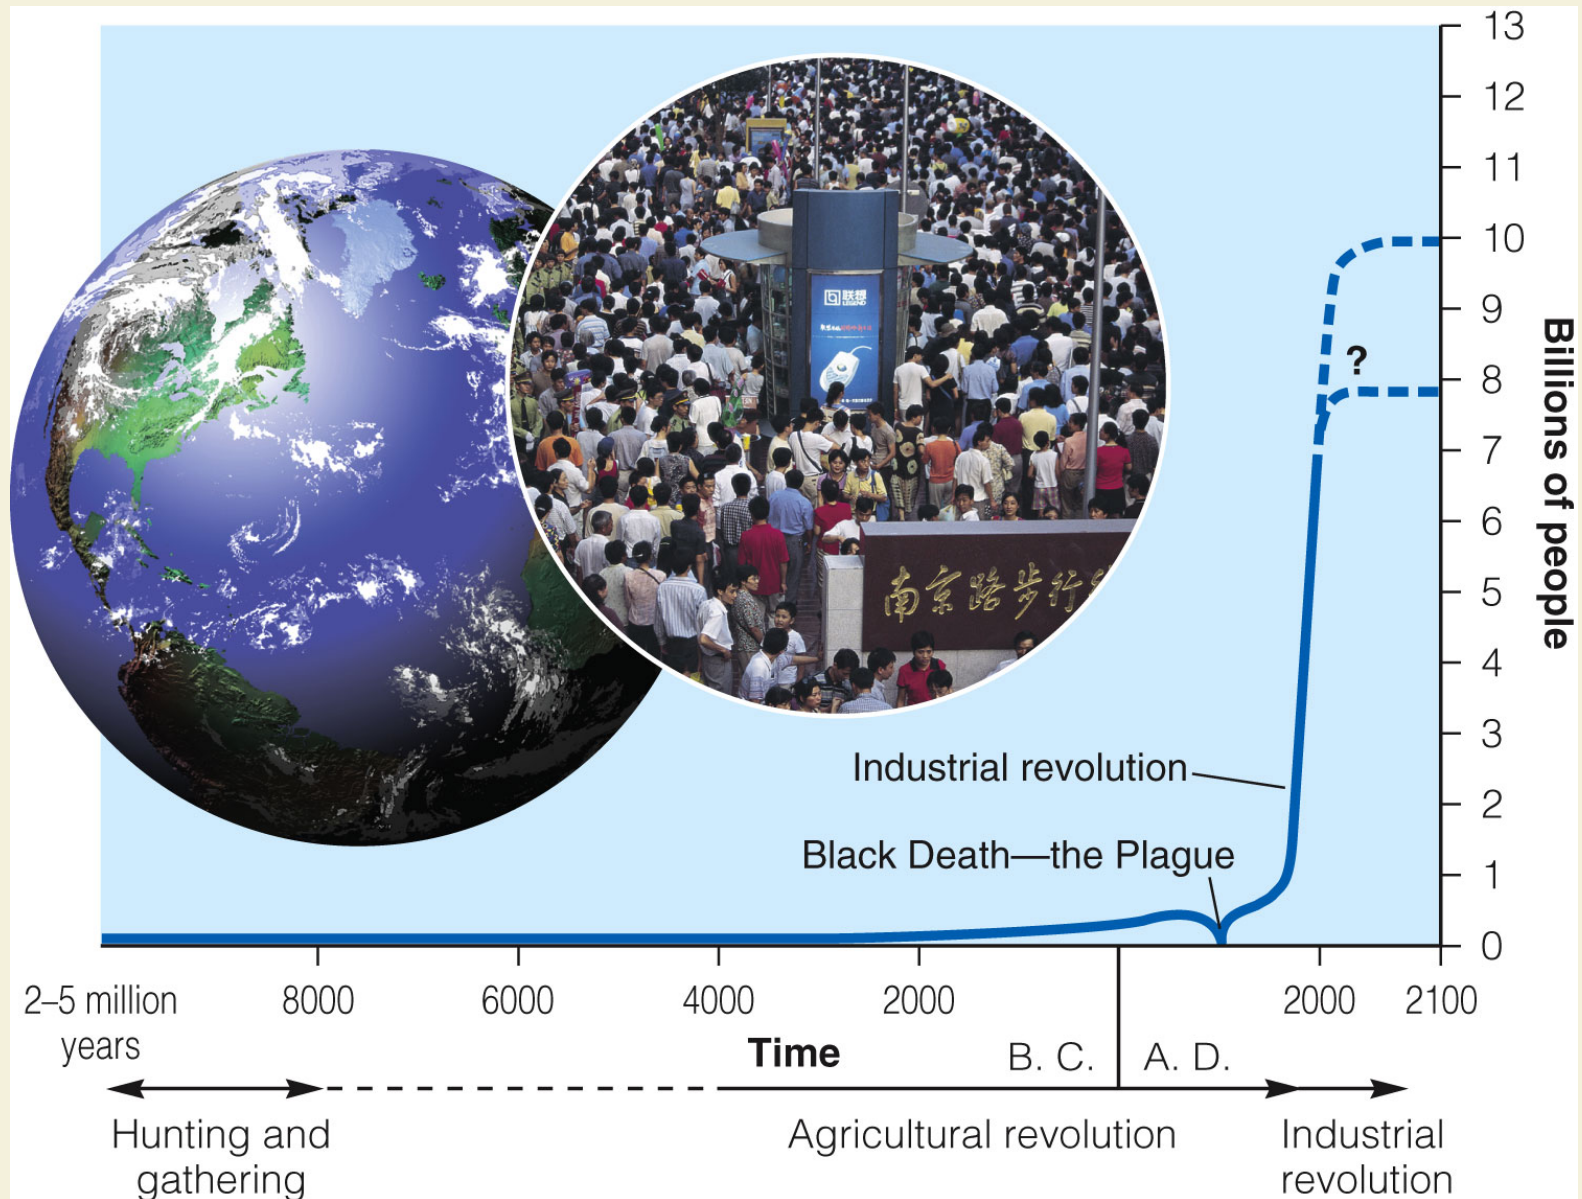 13
12
11
10
9
8
7
6
5
4
3
2
1
0
Billions of people
?
联想
LEGEND
南京路步行
Industrial revolution
Black Death—the Plague
2–5 million
years
8000
6000
4000
2000
2000
2100
Time
B. C.
A. D.
Hunting and
gathering
Agricultural revolution
Industrial
revolution